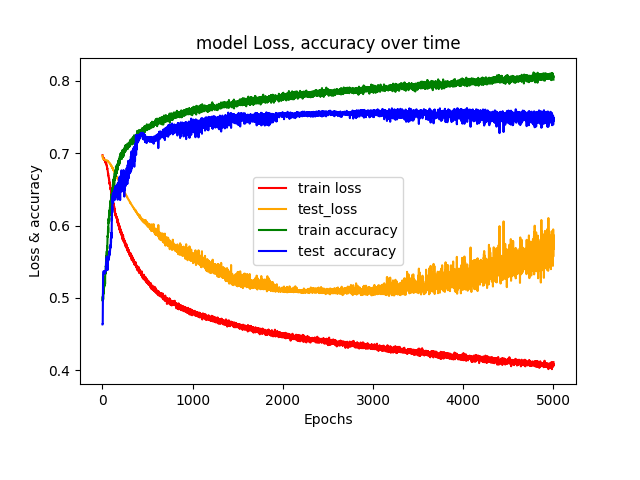 model Loss, accuracy over time
Loss & accuracy
0.8
0.7
0.6
0.5
0.4
train loss
test_loss
train accuracy
test  accuracy
0 1000 2000 3000 4000 5000
Epochs